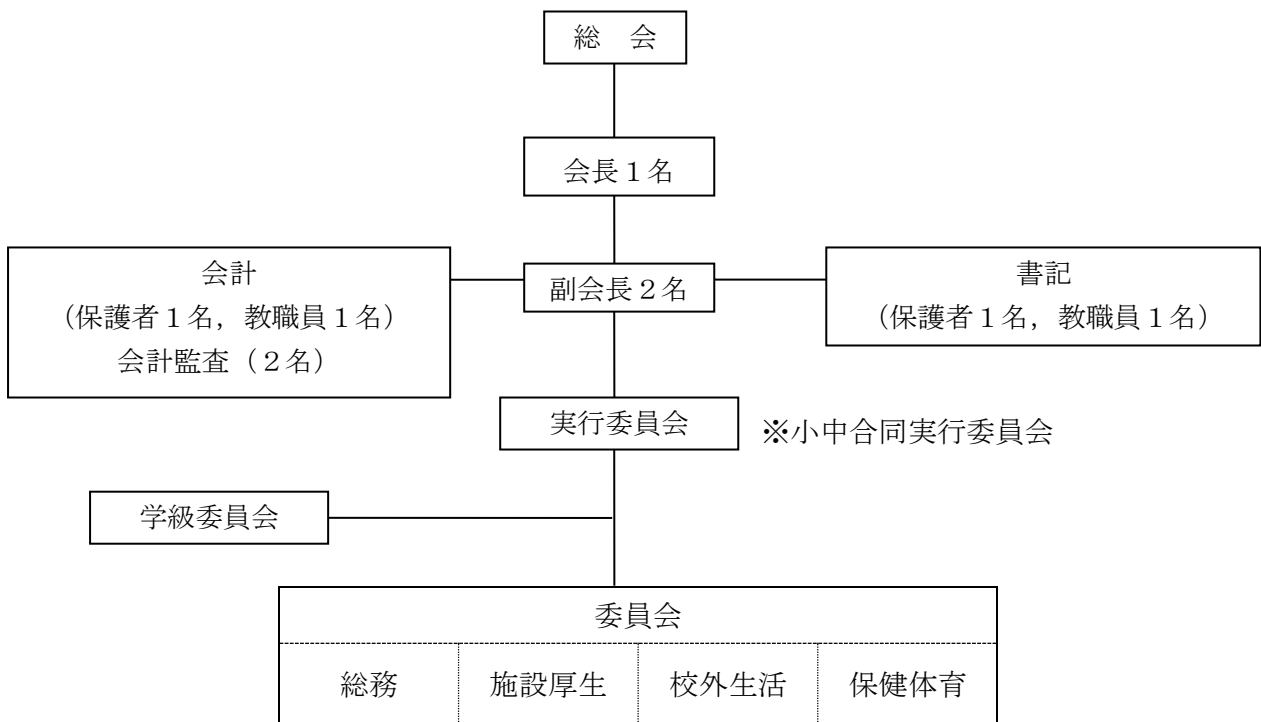 総　会
会長１名
会計
（保護者１名，教職員１名）
会計監査（２名）
副会長２名
書記
（保護者１名，教職員１名）
実行委員会
※小中合同実行委員会
学級委員会
委員会
総務
施設厚生
校外生活
保健体育